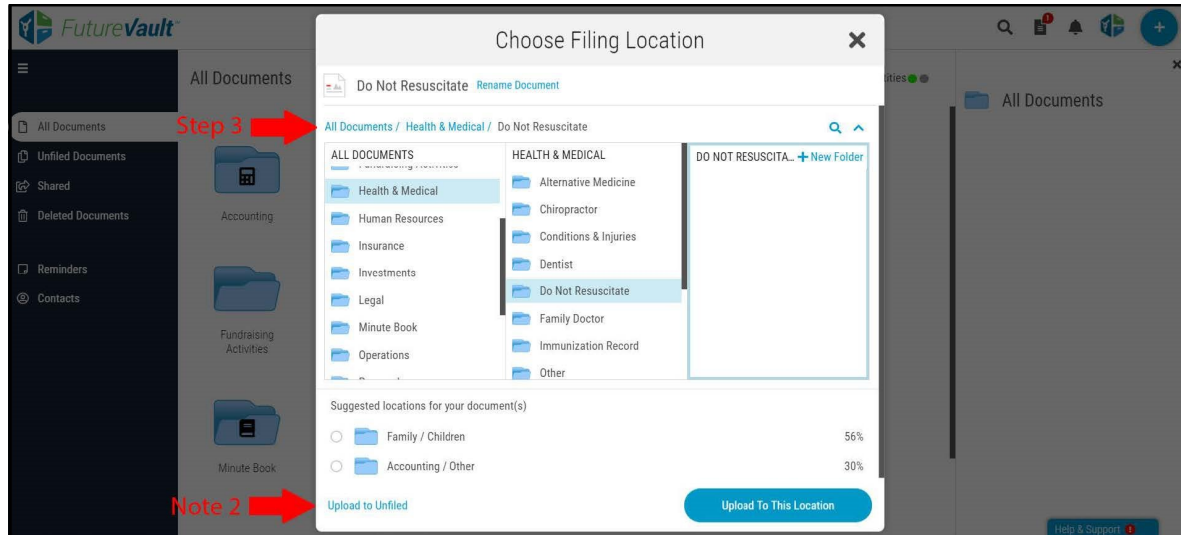 FutureVault
Choose Filing Location
All Documents
Do Not Resuscitate Rename Document
tities
All Documents
Step 3
All Documents / Health & Medical / Do Not Resuscitate
All Documents
Unfiled Documents
Shared
Deleted Documents
Reminders
Contacts
Accounting
Fundraising
Activities
Minute Book
ALL DOCUMENTS
Fundraising Activities
Health & Medical
Human Resources
Insurance
Investments
Legal
Minute Book
Operations
HEALTH & MEDICAL
Alternative Medicine
Chiropractor
Conditions & Injuries
Dentist
Do Not Resuscitate
Family Doctor
Immunization Record
Other
DO NOT RESUSCITA... + New Folder
Suggested locations for your document(s)
Family / Children 56%
Accounting / Other 30%
Note 2
Upload to Unfiled
Upload To This Location
Help & Support